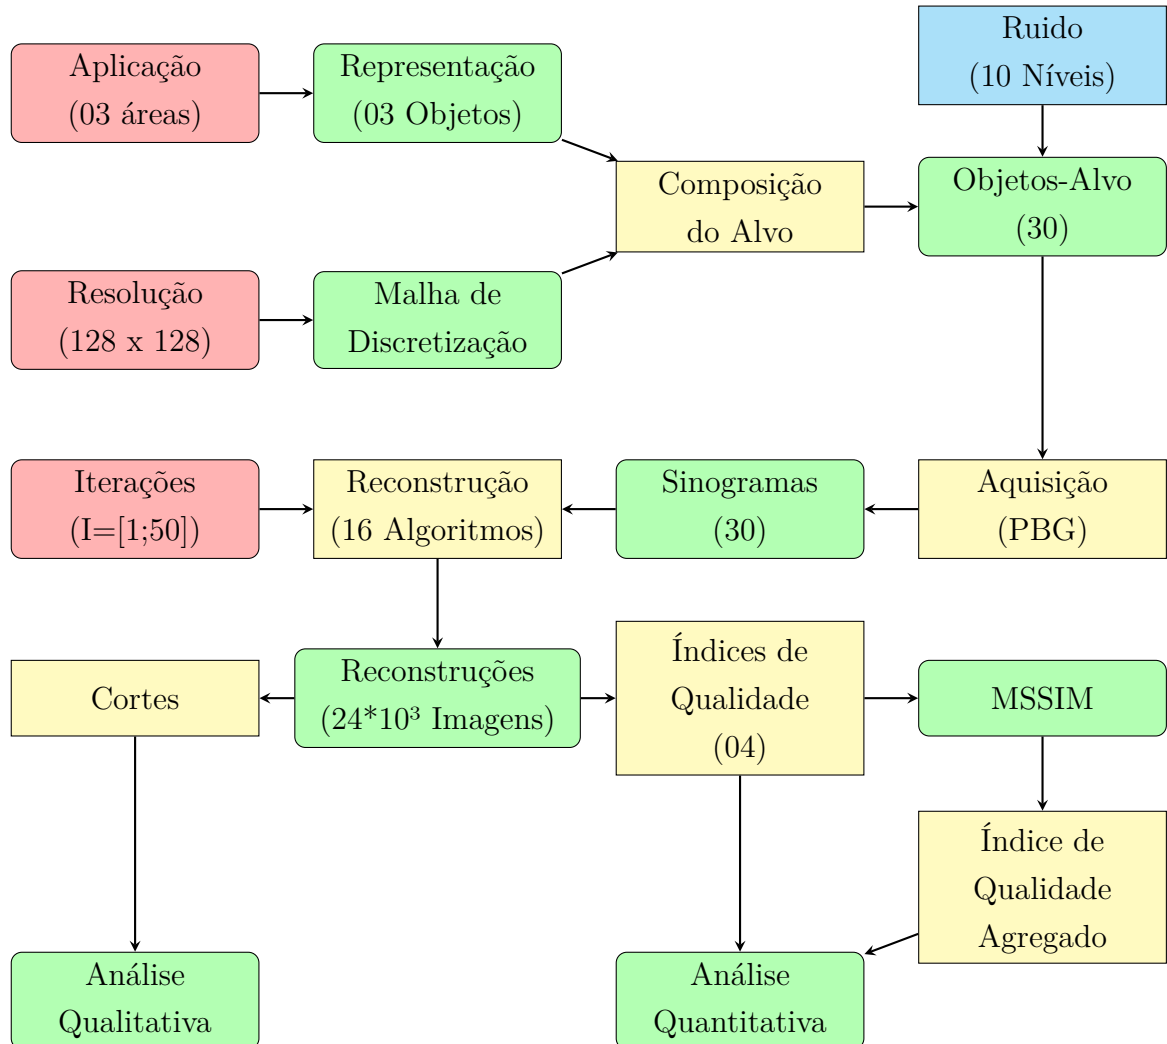 Aplicação
(03 áreas)
Representação
(03 Objetos)
Ruido
(10 Níveis)
Composição
do Alvo
Objetos-Alvo
(30)
Resolução
(128 x 128)
Malha de
Discretização
Iterações
(I=[1;50])
Reconstrução
(16 Algoritmos)
Sinogramas
(30)
Aquisição
(PBG)
Cortes
Reconstruções
(24*10³ Imagens)
Índices de
Qualidade
(04)
MSSIM
Índice de
Qualidade
Agregado
Análise
Qualitativa
Análise
Quantitativa